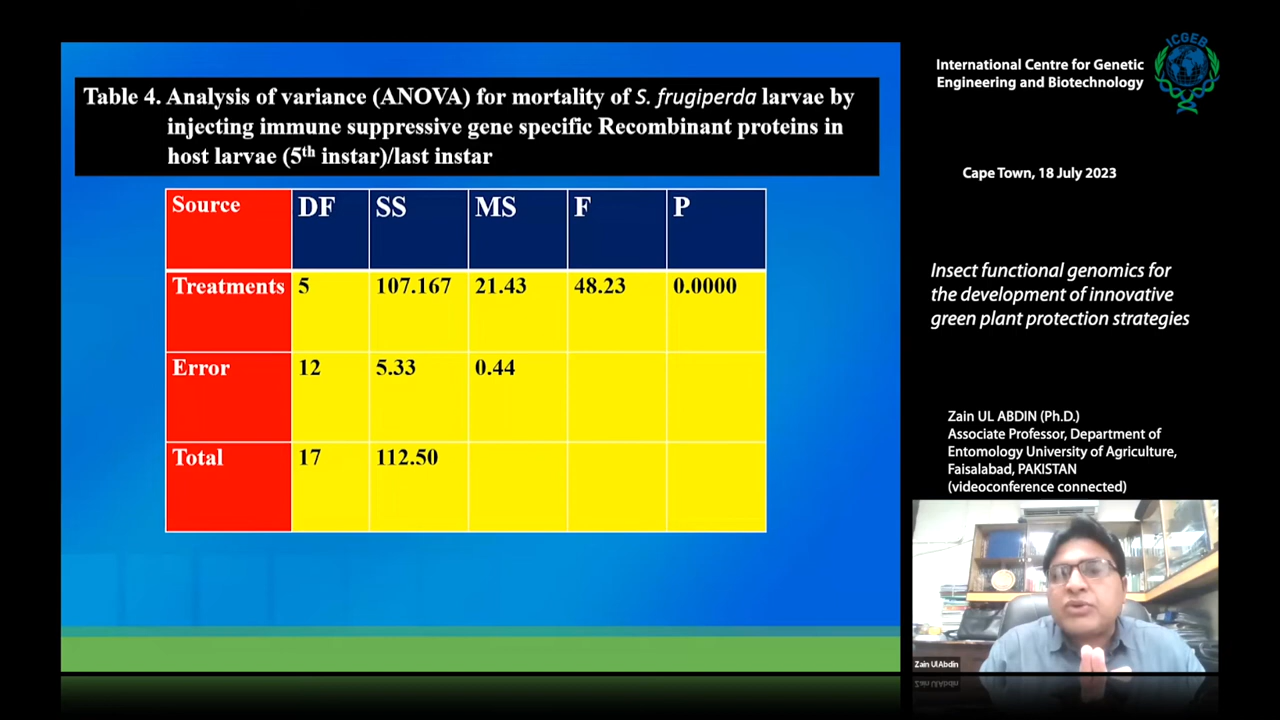 Table 4. Analysis of variance (ANOVA) for mortality of S. frugiperda larvae by
injecting immune suppressive gene specific Recombinant proteins in
host larvae (5th instar)/last instar
Source DF SS MS F P
Treatments 5 107.167 21.43 48.23 0.0000
Error 12 5.33 0.44
Total 17 112.50
International Centre for Genetic
Engineering and Biotechnology
ICGEB
Cape Town, 18 July 2023
Insect functional genomics for
the development of innovative
green plant protection strategies
Zain UL ABDIN (Ph.D.)
Associate Professor, Department of
Entomology University of Agriculture,
Faisalabad, PAKISTAN
(videoconference connected)
Zain UlAbdin